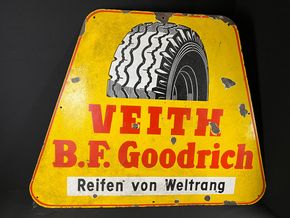 VEITH
B.F. Goodrich
Reifen von Weltrang